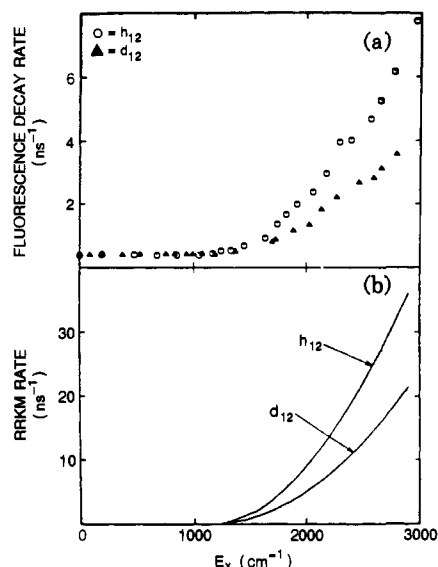 (a)
○ = h12
▲ = d12
FLUORESCENCE DECAY RATE
(ns⁻¹)
6
4
2
(b)
h12
d12
RRKM RATE
(ns⁻¹)
30
20
10
0
1000
2000
3000
Ex (cm⁻¹)